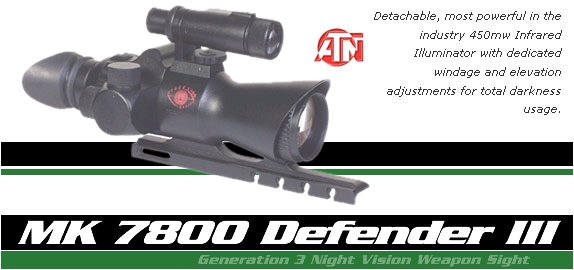 Detachable, most powerful in the
industry 450mw Infrared
Illuminator with dedicated
windage and elevation
adjustments for total darkness
usage.
ATN
MK 7800 Defender III
Generation 3 Night Vision Weapon Sight